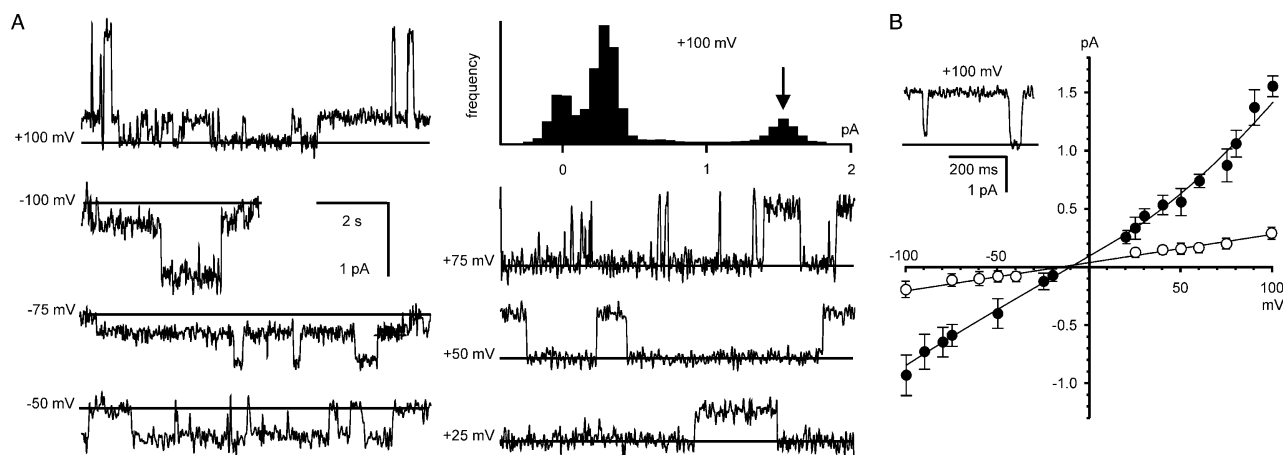 A
+100 mV
-100 mV
2 s
1 pA
-75 mV
-50 mV
frequency
+100 mV
pA
0
1
2
+75 mV
+50 mV
+25 mV
B
pA
+100 mV
200 ms
1 pA
1.5
1.0
0.5
-100
-50
50
100
mV
-0.5
-1.0